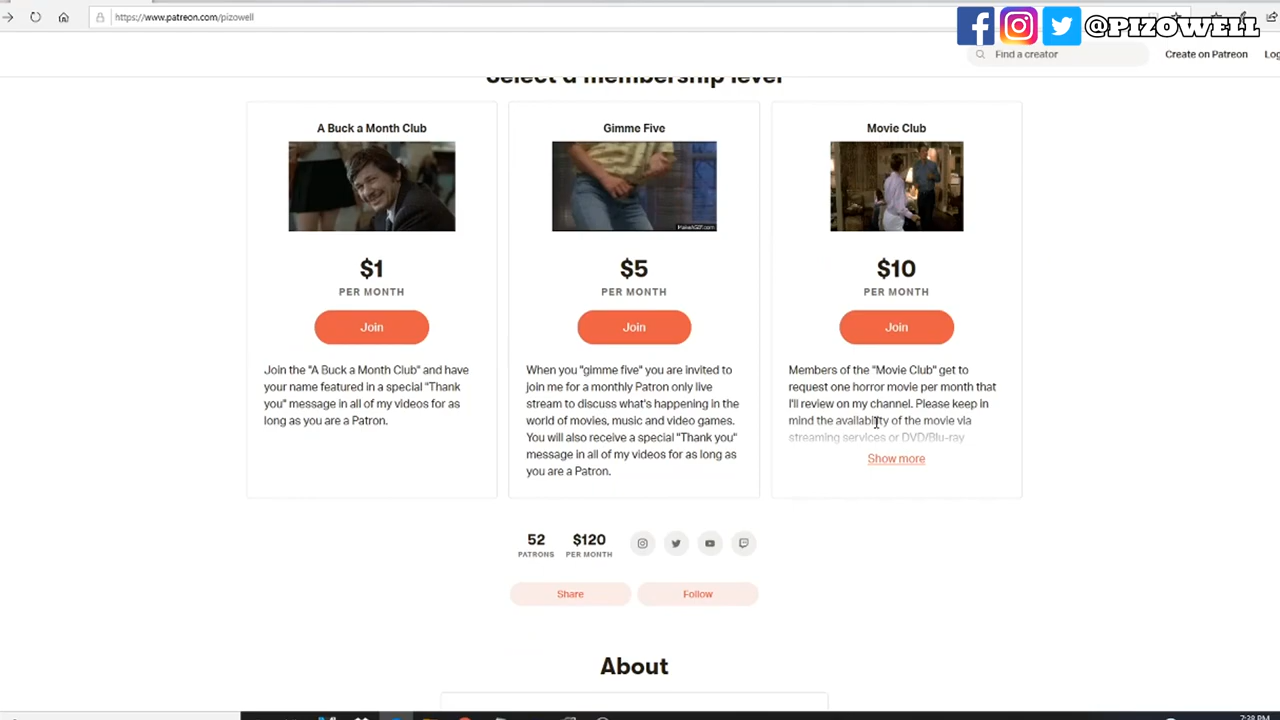 https://www.patreon.com/pizowell
@PIZOWELL
Find a creator
Create on Patreon
Select a membership level
A Buck a Month Club
$1
PER MONTH
Join
Join the "A Buck a Month Club" and have
your name featured in a special "Thank
you" message in all of my videos for as
long as you are a Patron.
Gimme Five
MakeAGIF.com
$5
PER MONTH
Join
When you "gimme five" you are invited to
join me for a monthly Patron only live
stream to discuss what's happening in the
world of movies, music and video games.
You will also receive a special "Thank you"
message in all of my videos for as long as
you are a Patron.
Movie Club
$10
PER MONTH
Join
Members of the "Movie Club" get to
request one horror movie per month that
I'll review on my channel. Please keep in
mind the availability of the movie via
streaming services or DVD/Blu-ray
Show more
52
PATRONS
$120
PER MONTH
Share
Follow
About